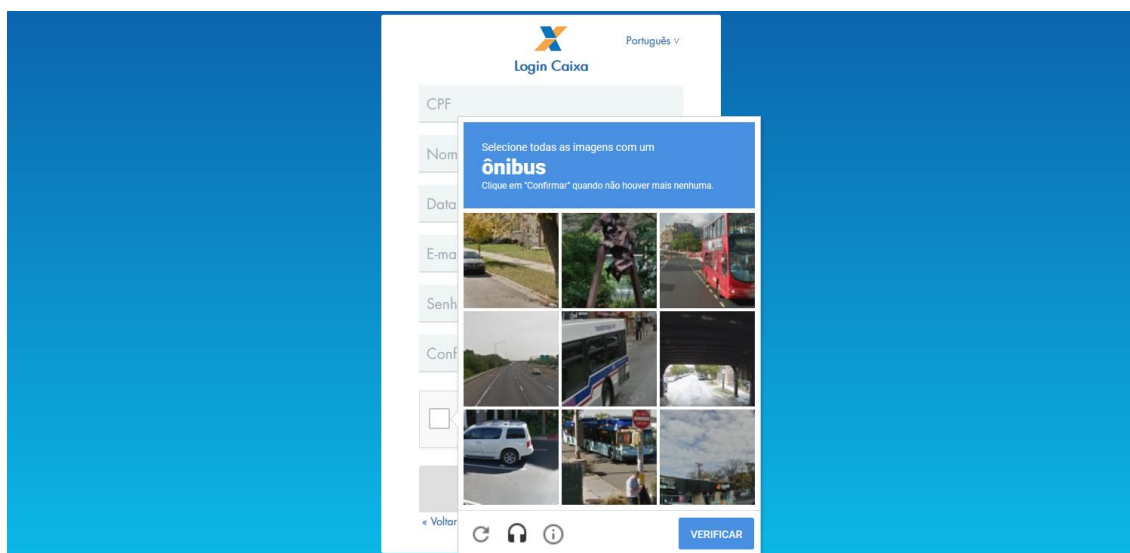 Português
Login Caixa
CPF
Nom
Data
E-ma
Senh
Conf
« Voltar
Selecione todas as imagens com um
ônibus
Clique em "Confirmar" quando não houver mais nenhuma.
VERIFICAR